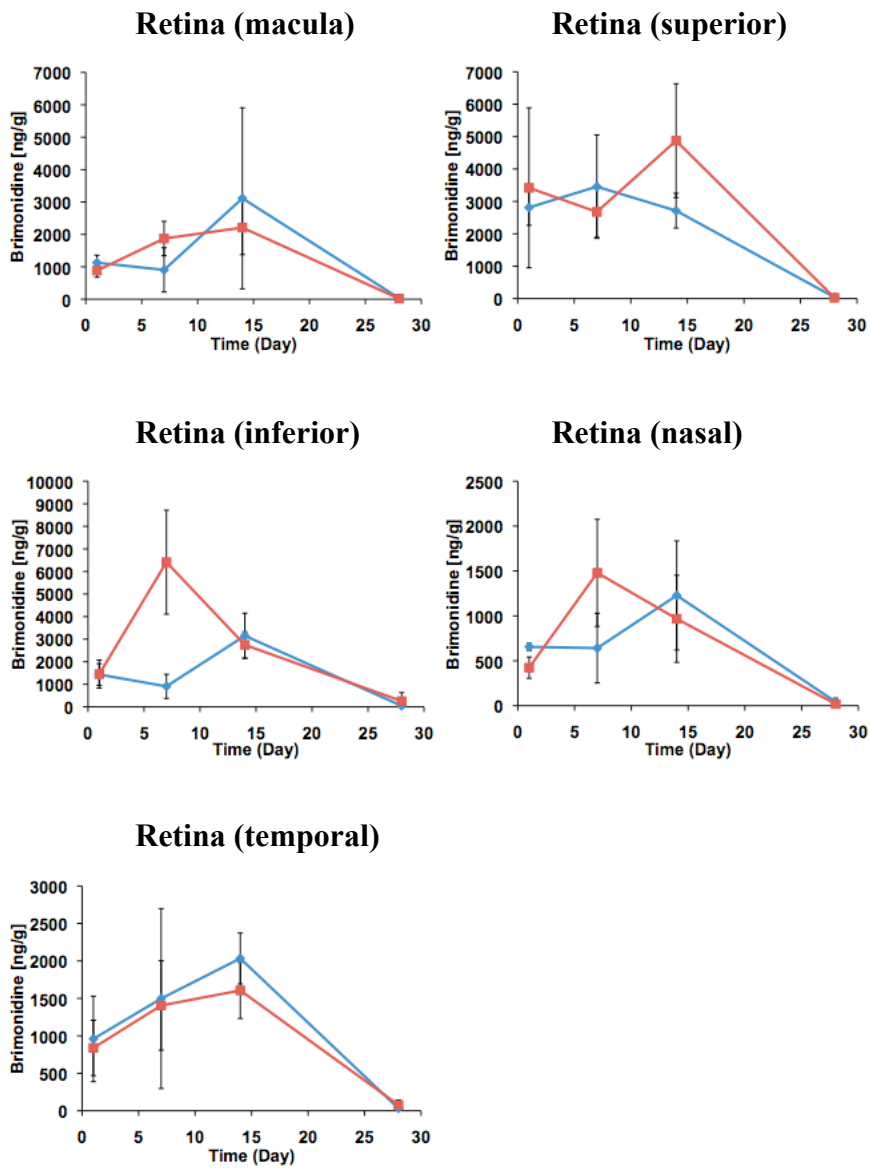 Retina (macula)
Brimonidine [ng/g]
7000
6000
5000
4000
3000
2000
1000
0
0 5 10 15 20 25 30
Time (Day)
Retina (superior)
Brimonidine [ng/g]
7000
6000
5000
4000
3000
2000
1000
0
0 5 10 15 20 25 30
Time (Day)
Retina (inferior)
Brimonidine [ng/g]
10000
9000
8000
7000
6000
5000
4000
3000
2000
1000
0
0 5 10 15 20 25 30
Time (Day)
Retina (nasal)
Brimonidine [ng/g]
2500
2000
1500
1000
500
0
0 5 10 15 20 25 30
Time (Day)
Retina (temporal)
Brimonidine [ng/g]
3000
2500
2000
1500
1000
500
0
0 5 10 15 20 25 30
Time (Day)